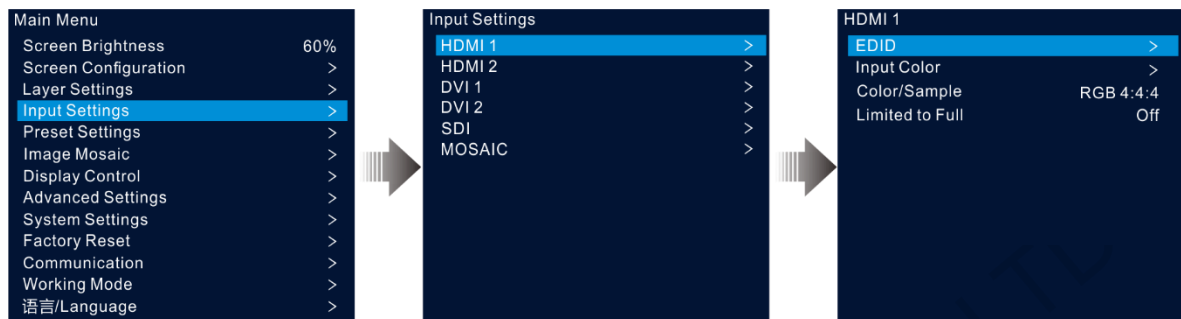 Main Menu
Screen Brightness 60%
Screen Configuration >
Layer Settings >
Input Settings >
Preset Settings >
Image Mosaic >
Display Control >
Advanced Settings >
System Settings >
Factory Reset >
Communication >
Working Mode >
语言/Language >
Input Settings
HDMI 1 >
HDMI 2 >
DVI 1 >
DVI 2 >
SDI >
MOSAIC >
HDMI 1
EDID >
Input Color >
Color/Sample RGB 4:4:4
Limited to Full Off